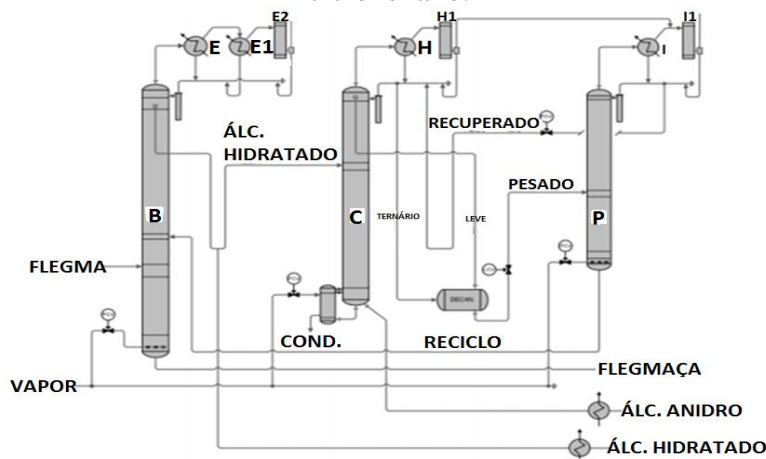 E2
H1
I1
E
E1
H
I
RECUPERADO
ÁLC.
HIDRATADO
PESADO
B
C
TERNÁRIO
LEVE
P
FLEGMA
DECAN.
COND.
RECICLO
FLEGMAÇA
VAPOR
ÁLC. ANIDRO
ÁLC. HIDRATADO